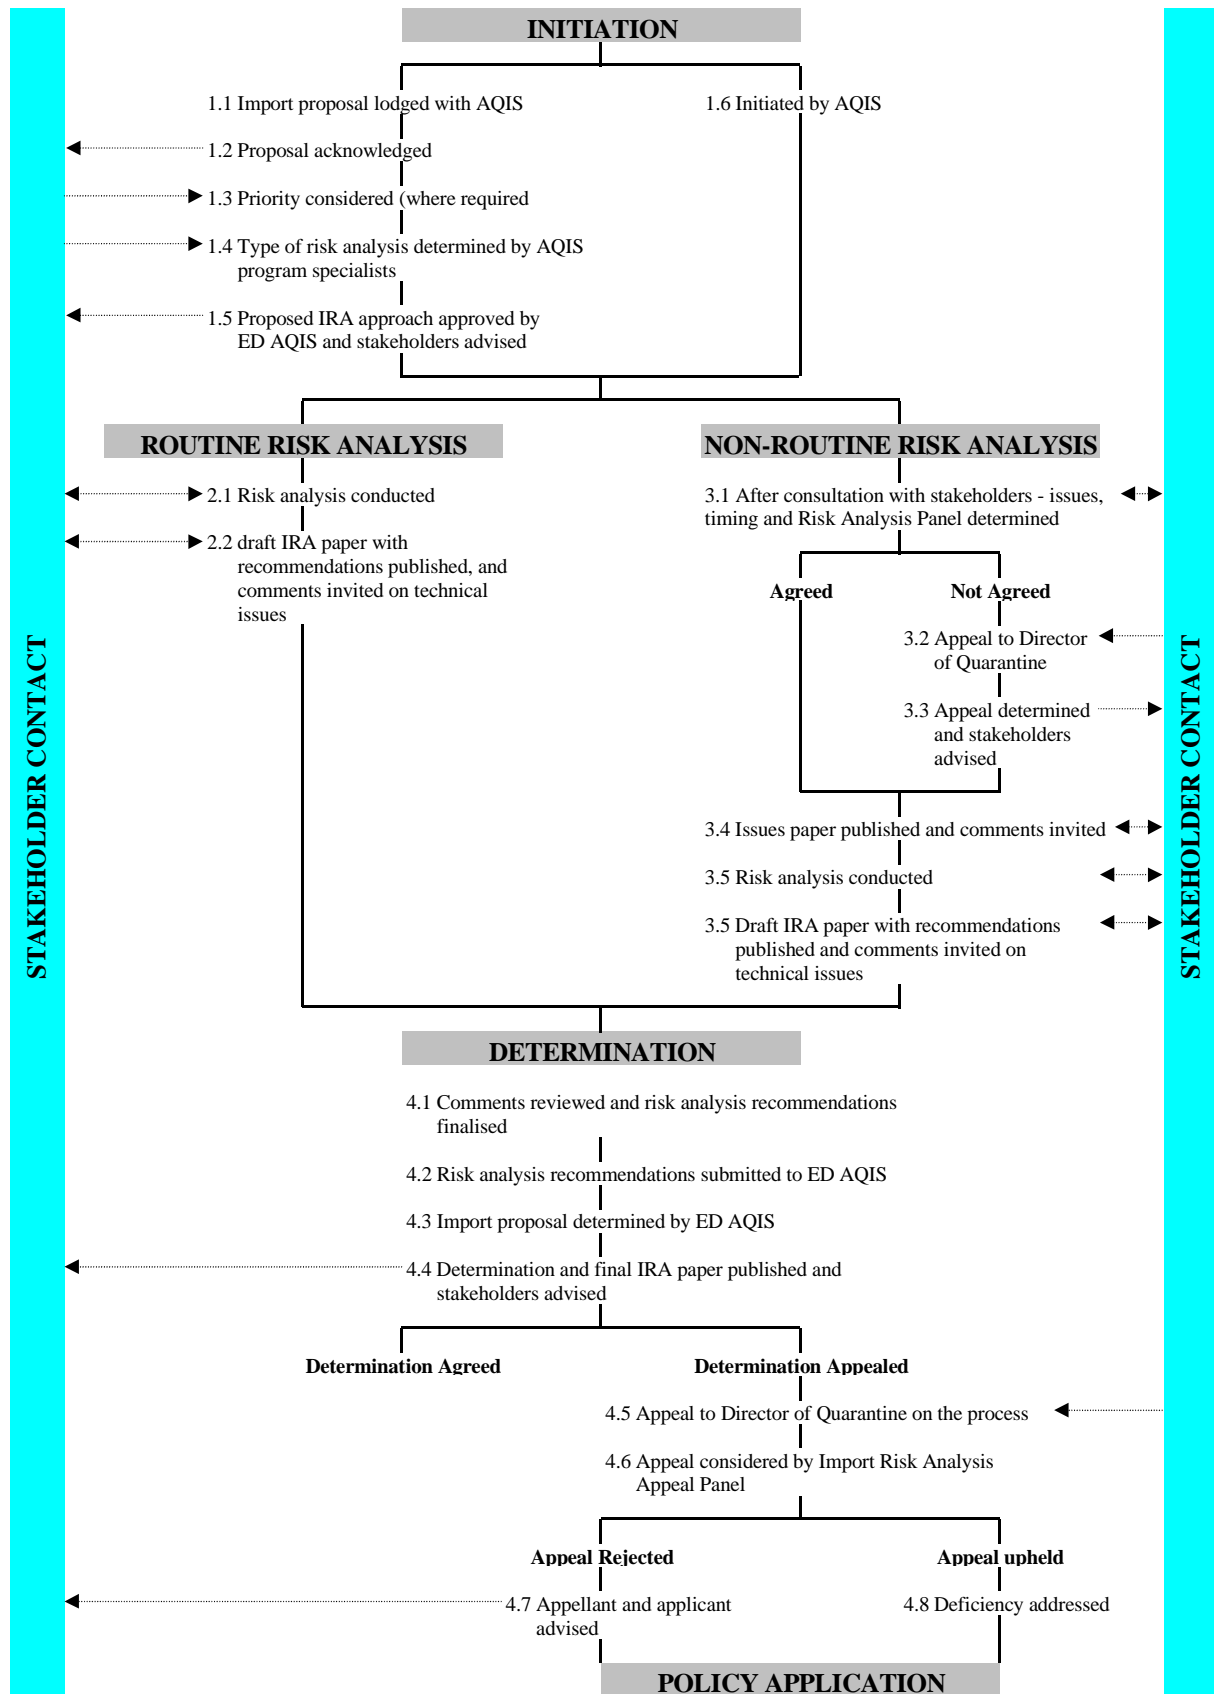 INITIATION
1.1 Import proposal lodged with AQIS
1.6 Initiated by AQIS
1.2 Proposal acknowledged
1.3 Priority considered (where required
1.4 Type of risk analysis determined by AQIS
program specialists
1.5 Proposed IRA approach approved by
ED AQIS and stakeholders advised
ROUTINE RISK ANALYSIS
2.1 Risk analysis conducted
2.2 draft IRA paper with
recommendations published, and
comments invited on technical
issues
NON-ROUTINE RISK ANALYSIS
3.1 After consultation with stakeholders - issues,
timing and Risk Analysis Panel determined
Agreed
Not Agreed
3.2 Appeal to Director
of Quarantine
3.3 Appeal determined
and stakeholders
advised
3.4 Issues paper published and comments invited
3.5 Risk analysis conducted
3.5 Draft IRA paper with recommendations
published and comments invited on
technical issues
STAKEHOLDER CONTACT
STAKEHOLDER CONTACT
DETERMINATION
4.1 Comments reviewed and risk analysis recommendations
finalised
4.2 Risk analysis recommendations submitted to ED AQIS
4.3 Import proposal determined by ED AQIS
4.4 Determination and final IRA paper published and
stakeholders advised
Determination Agreed
Determination Appealed
4.5 Appeal to Director of Quarantine on the process
4.6 Appeal considered by Import Risk Analysis
Appeal Panel
Appeal Rejected
Appeal upheld
4.7 Appellant and applicant
advised
4.8 Deficiency addressed
POLICY APPLICATION